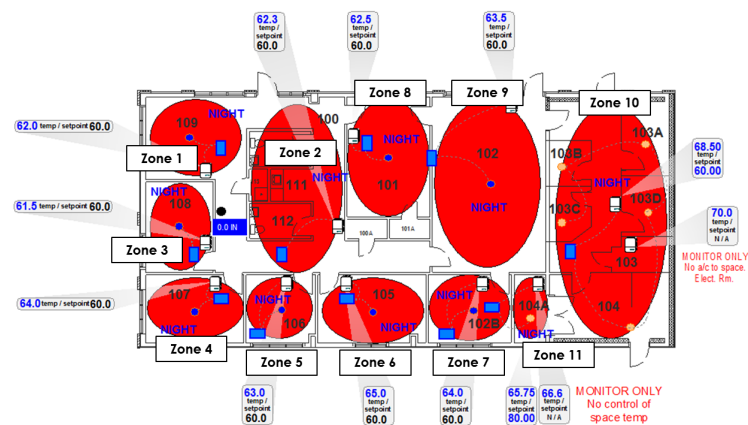 62.3
temp /
setpoint
60.0
62.5
temp /
setpoint
60.0
63.5
temp /
setpoint
60.0
Zone 8
Zone 9
Zone 10
62.0 temp / setpoint 60.0
109
NIGHT
100
NIGHT
101
102
NIGHT
103A
103B
Zone 1
Zone 2
NIGHT
111
NIGHT
68.50
temp /
setpoint
60.00
61.5 temp / setpoint 60.0
NIGHT
108
112
103C
103D
0.0 IN
100A
101A
70.0
temp /
setpoint
N / A
Zone 3
103
MONITOR ONLY
No a/c to space.
Elect. Rm.
64.0 temp / setpoint 60.0
107
NIGHT
NIGHT
106
105
NIGHT
NIGHT
102B
104A
NIGHT
104
Zone 4
Zone 5
Zone 6
Zone 7
Zone 11
63.0
temp /
setpoint
60.0
65.0
temp /
setpoint
60.0
64.0
temp /
setpoint
60.0
65.75
temp /
setpoint
80.00
66.6
temp /
setpoint
N / A
MONITOR ONLY
No control of
space temp